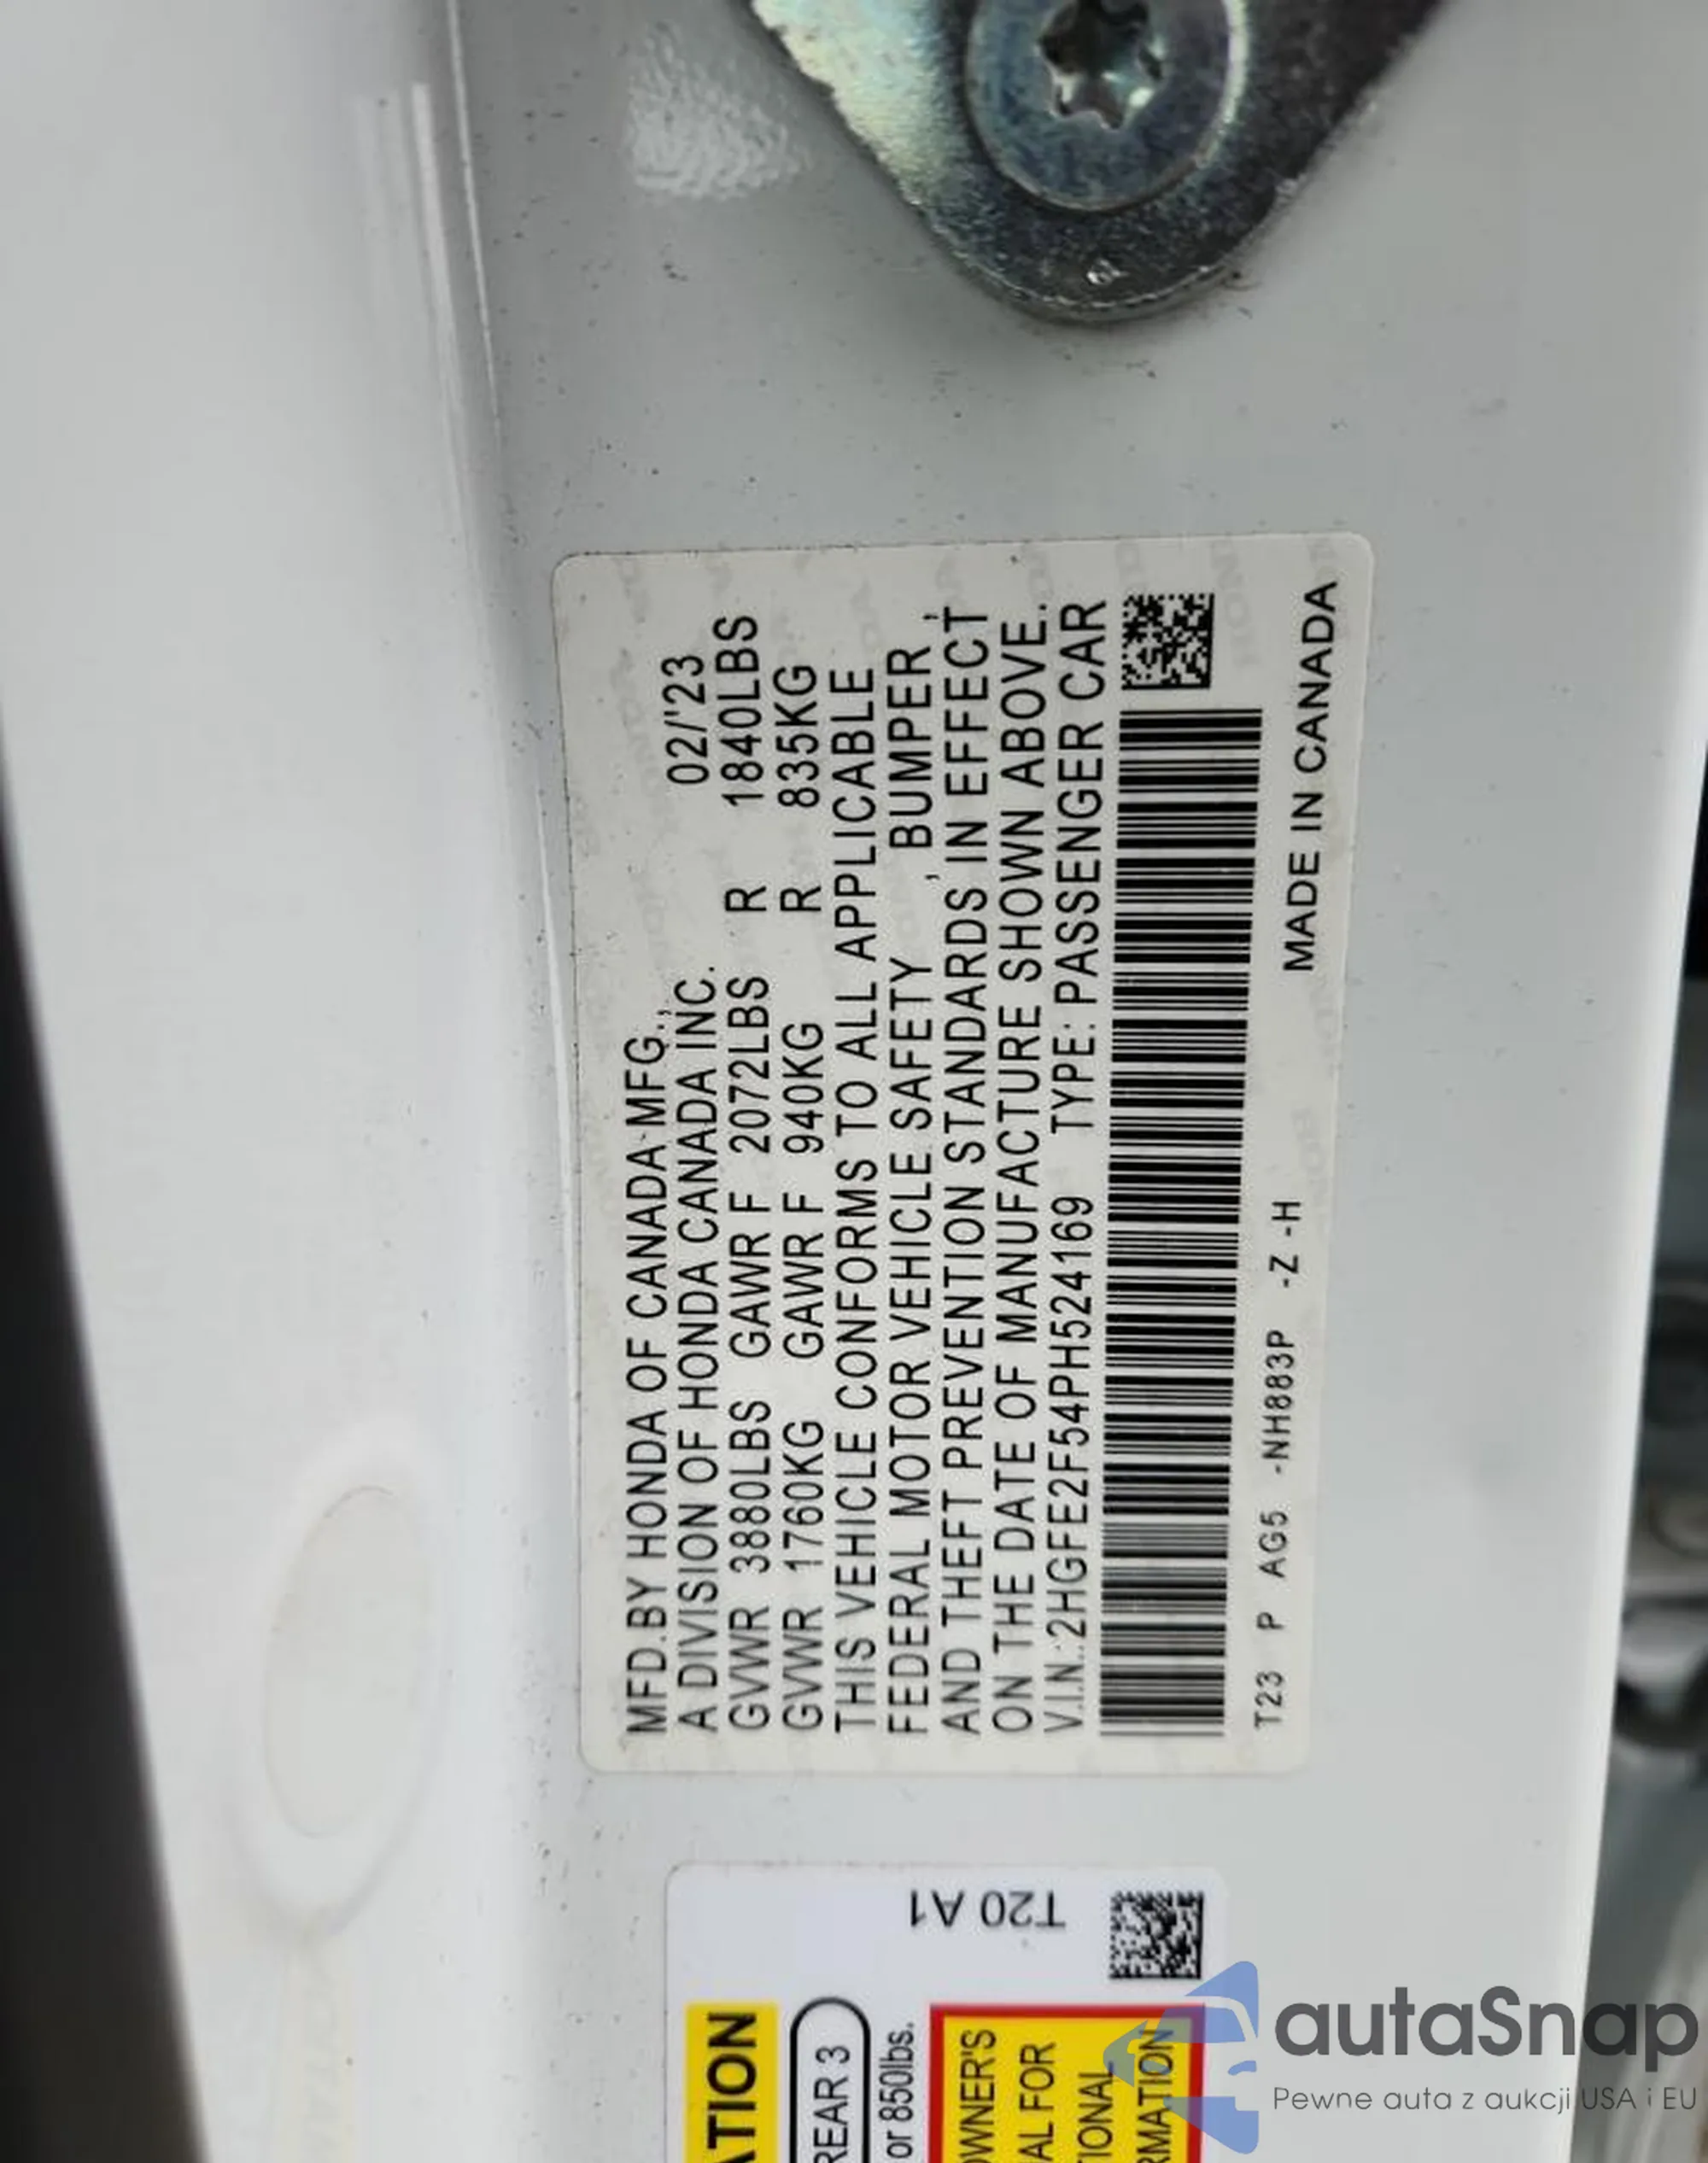 MFD.BY HONDA OF CANADA MFG.,
A DIVISION OF HONDA CANADA INC. 02/'23
GVWR 3880LBS GAWR F 2072LBS R 1840LBS
GVWR 1760KG GAWR F 940KG R 835KG
THIS VEHICLE CONFORMS TO ALL APPLICABLE
FEDERAL MOTOR VEHICLE SAFETY , BUMPER ,
AND THEFT PREVENTION STANDARDS IN EFFECT
ON THE DATE OF MANUFACTURE SHOWN ABOVE.
V.I.N.:2HGFE2F54PH524169 TYPE: PASSENGER CAR
MADE IN CANADA
T23 P AG5 -NH883P -Z -H
T20 A1
ATION
REAR 3
or 850lbs.
OWNER'S
AL FOR
TIONAL
RMATION
autaSnap
Pewne auta z aukcji USA i EU